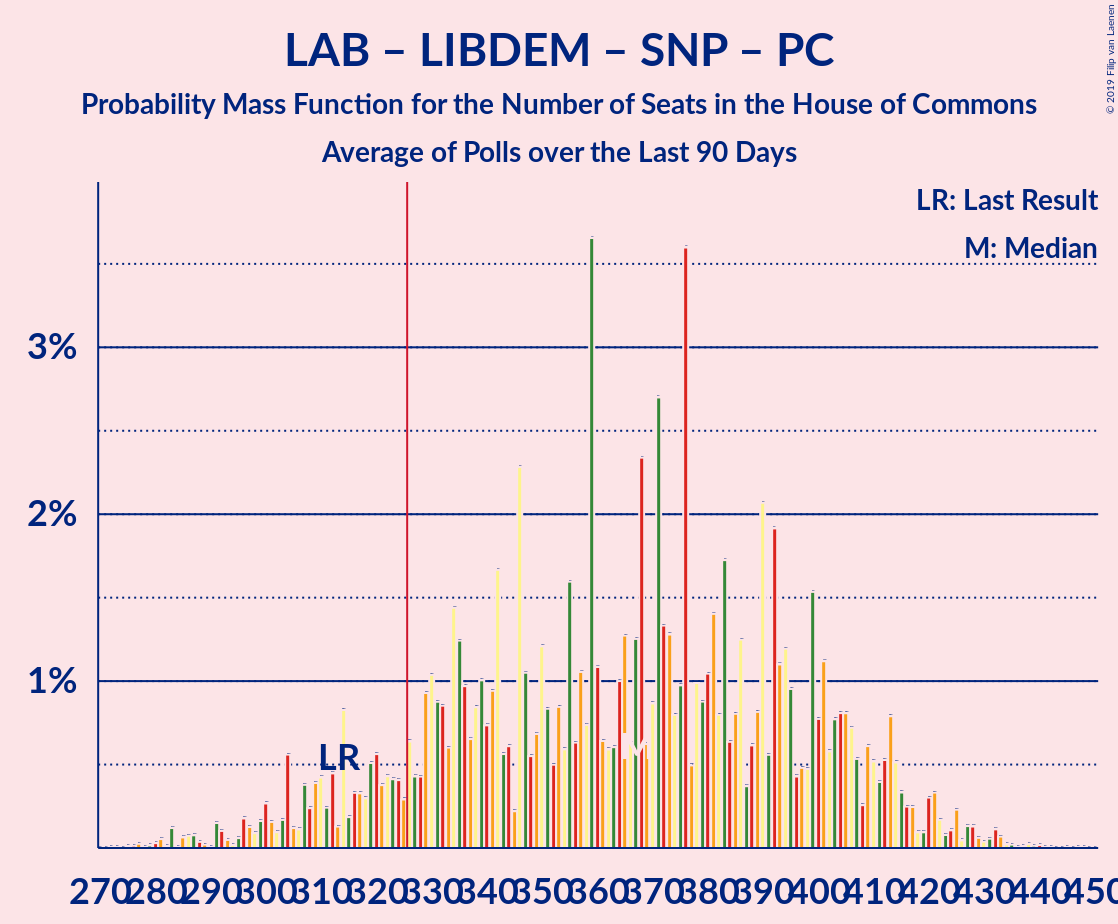 LAB – LIBDEM – SNP – PC
Probability Mass Function for the Number of Seats in the House of Commons
Average of Polls over the Last 90 Days
© 2019 Filip van Laenen
LR: Last Result
M: Median
3%
2%
1%
LR
M
270 280 290 300 310 320 330 340 350 360 370 380 390 400 410 420 430 440 450